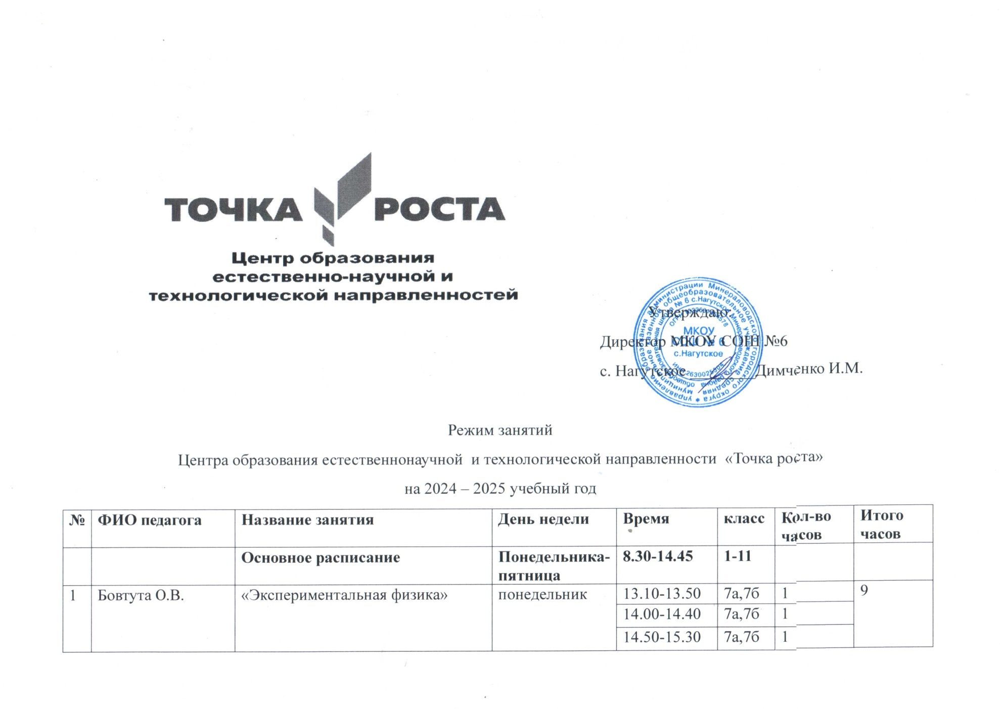 ТОЧКА РОСТА
Центр образования
естественно-научной и
технологической направленностей
Утверждаю:
Директор МКОУ СОШ №6
с. Нагутское ________Димченко И.М.
МКОУ
СОШ № 6
с.Нагутское
Режим занятий
Центра образования естественнонаучной и технологической направленности «Точка роста»
на 2024 – 2025 учебный год
№ ФИО педагога Название занятия День недели Время класс Кол-во часов Итого часов
Основное расписание Понедельника-пятница 8.30-14.45 1-11
1 Бовтута О.В. «Экспериментальная физика» понедельник 13.10-13.50 7а,7б 1 9
14.00-14.40 7а,7б 1
14.50-15.30 7а,7б 1